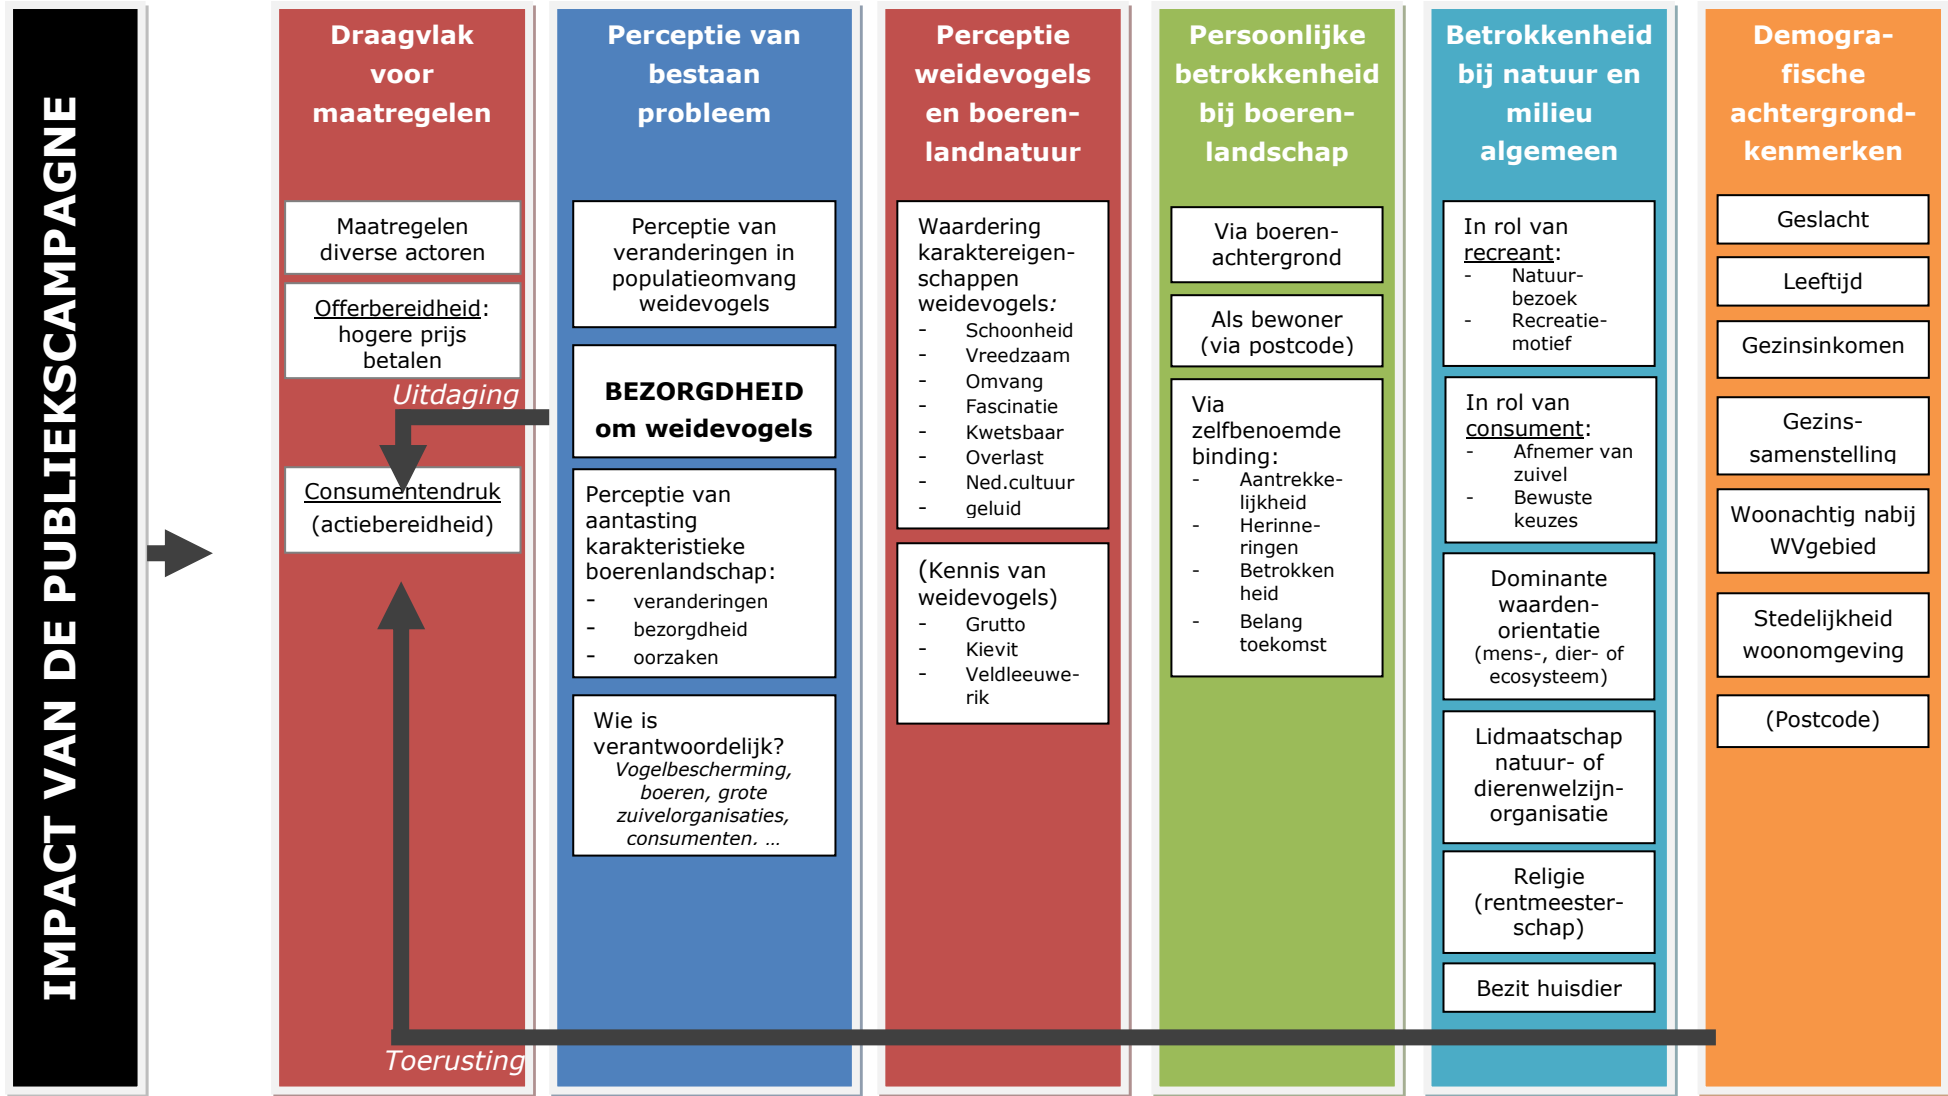 IMPACT VAN DE PUBLIEKSCAMPAGNE
Draagvlak
voor
maatregelen
Maatregelen
diverse actoren
Offerbereidheid:
hogere prijs
betalen
Uitdaging
Consumentendruk
(actiebereidheid)
Toerusting
Perceptie van
bestaan
probleem
Perceptie van
veranderingen in
populatieomvang
weidevogels
BEZORGDHEID
om weidevogels
Perceptie van
aantasting
karakteristieke
boerenlandschap:
- veranderingen
- bezorgdheid
- oorzaken
Wie is
verantwoordelijk?
Vogelbescherming,
boeren, grote
zuivelorganisaties,
consumenten. …
Perceptie
weidevogels
en boeren-
landnatuur
Waardering
karaktereigen-
schappen
weidevogels:
- Schoonheid
- Vreedzaam
- Omvang
- Fascinatie
- Kwetsbaar
- Overlast
- Ned.cultuur
- geluid
(Kennis van
weidevogels)
- Grutto
- Kievit
- Veldleeuwe-
rik
Persoonlijke
betrokkenheid
bij boeren-
landschap
Via boeren-
achtergrond
Als bewoner
(via postcode)
Via
zelfbenoemde
binding:
- Aantrekke-
lijkheid
- Herinne-
ringen
- Betrokken
heid
- Belang
toekomst
Betrokkenheid
bij natuur en
milieu
algemeen
In rol van
recreant:
- Natuur-
bezoek
- Recreatie-
motief
In rol van
consument:
- Afnemer van
zuivel
- Bewuste
keuzes
Dominante
waarden-
orientatie
(mens-, dier- of
ecosysteem)
Lidmaatschap
natuur- of
dierenwelzijn-
organisatie
Religie
(rentmeester-
schap)
Bezit huisdier
Demogra-
fische
achtergrond-
kenmerken
Geslacht
Leeftijd
Gezinsinkomen
Gezins-
samenstelling
Woonachtig nabij
WVgebied
Stedelijkheid
woonomgeving
(Postcode)